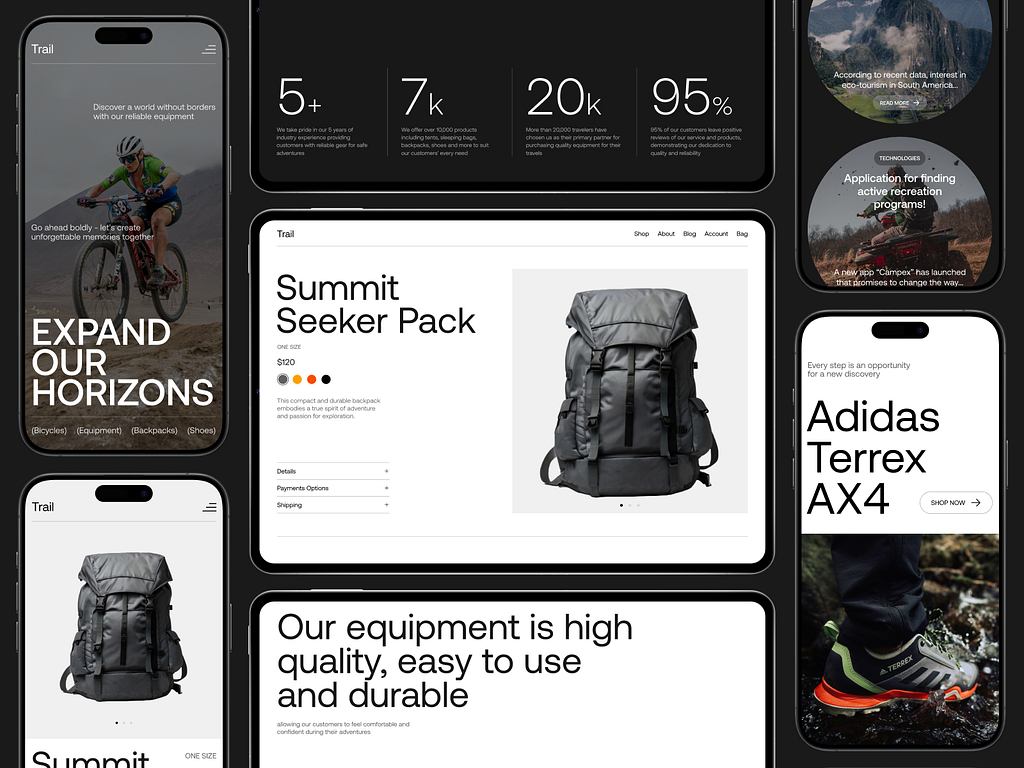 Trail
Discover a world without borders
with our reliable equipment
Go ahead boldly - let's create
unforgettable memories together
EXPAND
OUR
HORIZONS
(Bicycles) (Equipment) (Backpacks) (Shoes)
Trail
Summit
ONE SIZE
5+
We take pride in our 5 years of
industry experience providing
customers with reliable gear for safe
adventures
7k
We offer over 10,000 products
including tents, sleeping bags,
backpacks, shoes and more to suit
our customers' every need
20k
More than 20,000 travelers have
chosen us as their primary partner for
purchasing quality equipment for their
travels
95%
95% of our customers leave positive
reviews of our service and products,
demonstrating our dedication to
quality and reliability
Trail
Shop About Blog Account Bag
Summit
Seeker Pack
ONE SIZE
$120
This compact and durable backpack
embodies a true spirit of adventure
and passion for exploration.
Details +
Payments Options +
Shipping +
Our equipment is high
quality, easy to use
and durable
allowing our customers to feel comfortable and
confident during their adventures
According to recent data, interest in
eco-tourism in South America...
READ MORE →
TECHNOLOGIES
Application for finding
active recreation
programs!
A new app “Campex” has launched
that promises to change the way...
Every step is an opportunity
for a new discovery
Adidas
Terrex
AX4
SHOP NOW →
TERREX